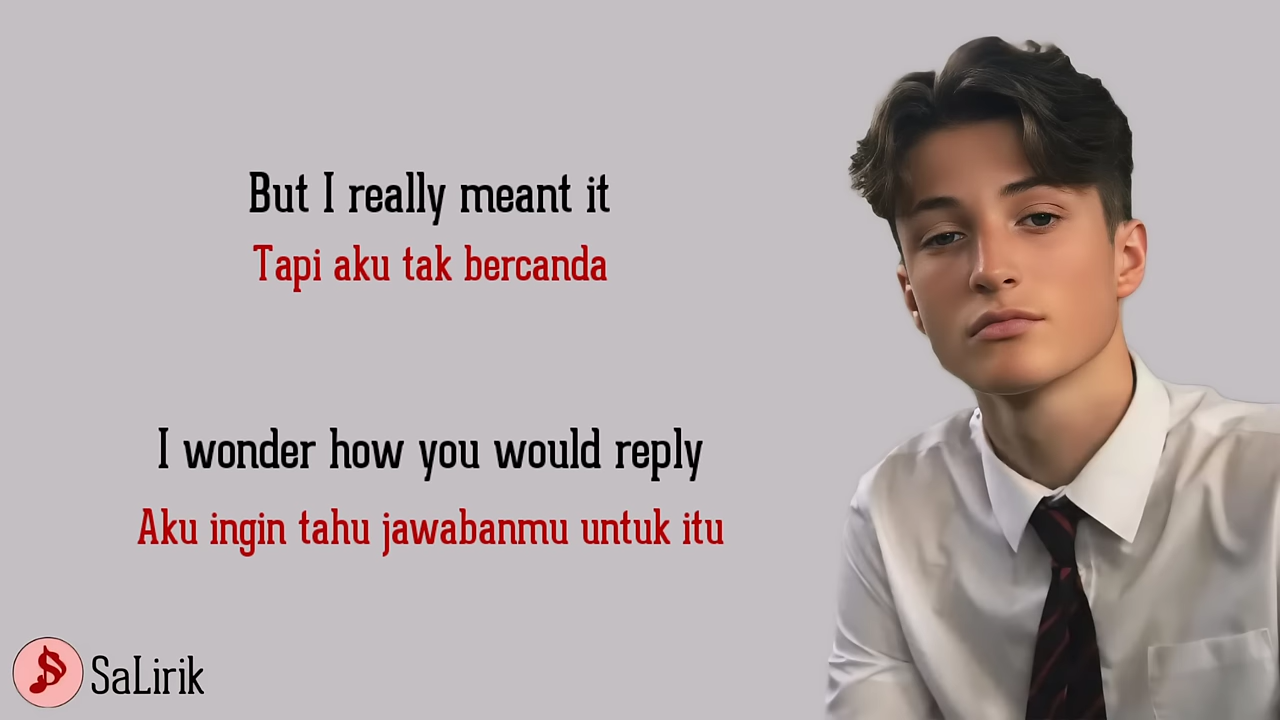 But I really meant it
Tapi aku tak bercanda
I wonder how you would reply
Aku ingin tahu jawabanmu untuk itu
SaLirik